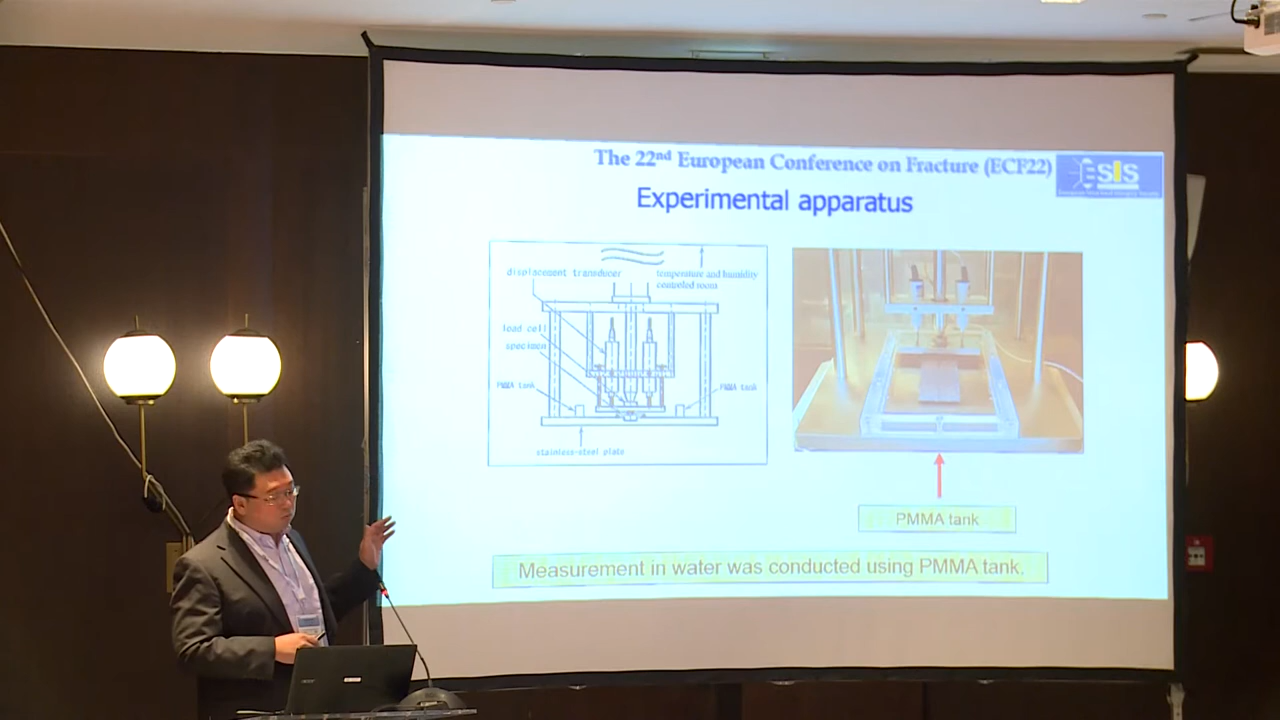 The 22nd European Conference on Fracture (ECF22)
ESIS
Experimental apparatus
displacement transducer
temperature and humidity
controled room
load cell
specimen
PMMA tank
PMMA tank
stainless-steel plate
PMMA tank
Measurement in water was conducted using PMMA tank.